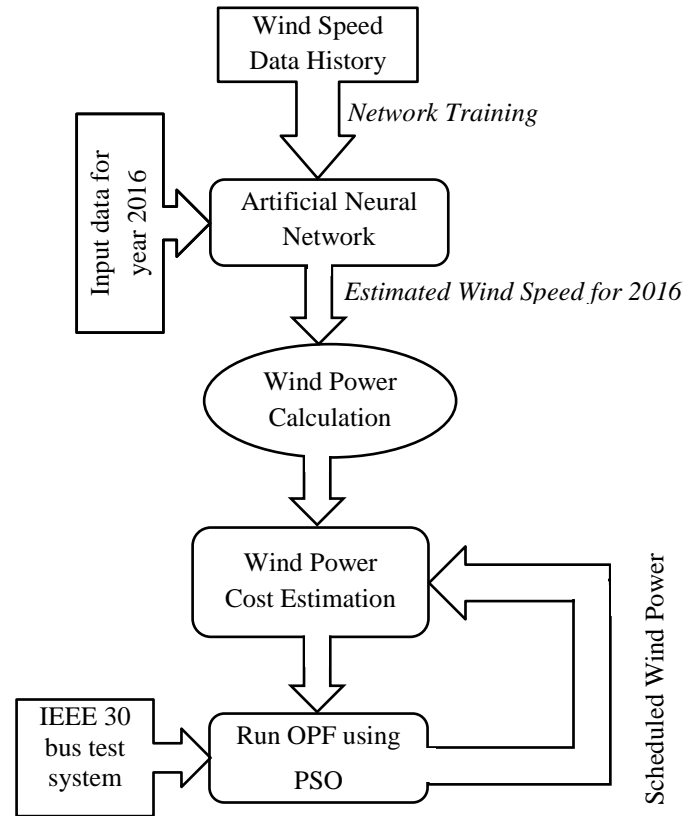 Wind Speed
Data History
Network Training
Input data for
year 2016
Artificial Neural
Network
Estimated Wind Speed for 2016
Wind Power
Calculation
Wind Power
Cost Estimation
Scheduled Wind Power
IEEE 30
bus test
system
Run OPF using
PSO